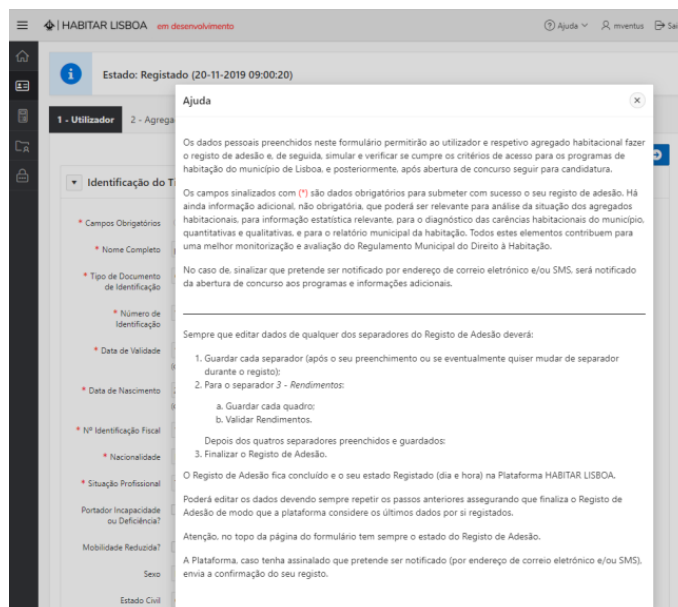 HABITAR LISBOA em desenvolvimento
Ajuda
mventus
Sai
Estado: Registado (20-11-2019 09:00:20)
1 - Utilizador
2 - Agrega
Identificação do T
* Campos Obrigatórios
* Nome Completo
* Tipo de Documento
de Identificação
* Número de
Identificação
* Data de Validade
* Data de Nascimento
* Nº Identificação Fiscal
* Nacionalidade
* Situação Profissional
Portador Incapacidade
ou Deficiência?
Mobilidade Reduzida?
Sexo
Estado Civil
Ajuda
Os dados pessoais preenchidos neste formulário permitirão ao utilizador e respetivo agregado habitacional fazer
o registo de adesão e, de seguida, simular e verificar se cumpre os critérios de acesso para os programas de
habitação do município de Lisboa, e posteriormente, após abertura de concurso seguir para candidatura.
Os campos sinalizados com (*) são dados obrigatórios para submeter com sucesso o seu registo de adesão. Há
ainda informação adicional, não obrigatória, que poderá ser relevante para análise da situação dos agregados
habitacionais, para informação estatística relevante, para o diagnóstico das carências habitacionais do município,
quantitativas e qualitativas, e para o relatório municipal da habitação. Todos estes elementos contribuem para
uma melhor monitorização e avaliação do Regulamento Municipal do Direito à Habitação.
No caso de, sinalizar que pretende ser notificado por endereço de correio eletrónico e/ou SMS, será notificado
da abertura de concurso aos programas e informações adicionais.
Sempre que editar dados de qualquer dos separadores do Registo de Adesão deverá:
1. Guardar cada separador (após o seu preenchimento ou se eventualmente quiser mudar de separador
durante o registo);
2. Para o separador 3 - Rendimentos:
a. Guardar cada quadro;
b. Validar Rendimentos.
Depois dos quatros separadores preenchidos e guardados:
3. Finalizar o Registo de Adesão.
O Registo de Adesão fica concluído e o seu estado Registado (dia e hora) na Plataforma HABITAR LISBOA.
Poderá editar os dados devendo sempre repetir os passos anteriores assegurando que finaliza o Registo de
Adesão de modo que a plataforma considere os últimos dados por si registados.
Atenção, no topo da página do formulário tem sempre o estado do Registo de Adesão.
A Plataforma, caso tenha assinalado que pretende ser notificado (por endereço de correio eletrónico e/ou SMS),
envia a confirmação do seu registo.